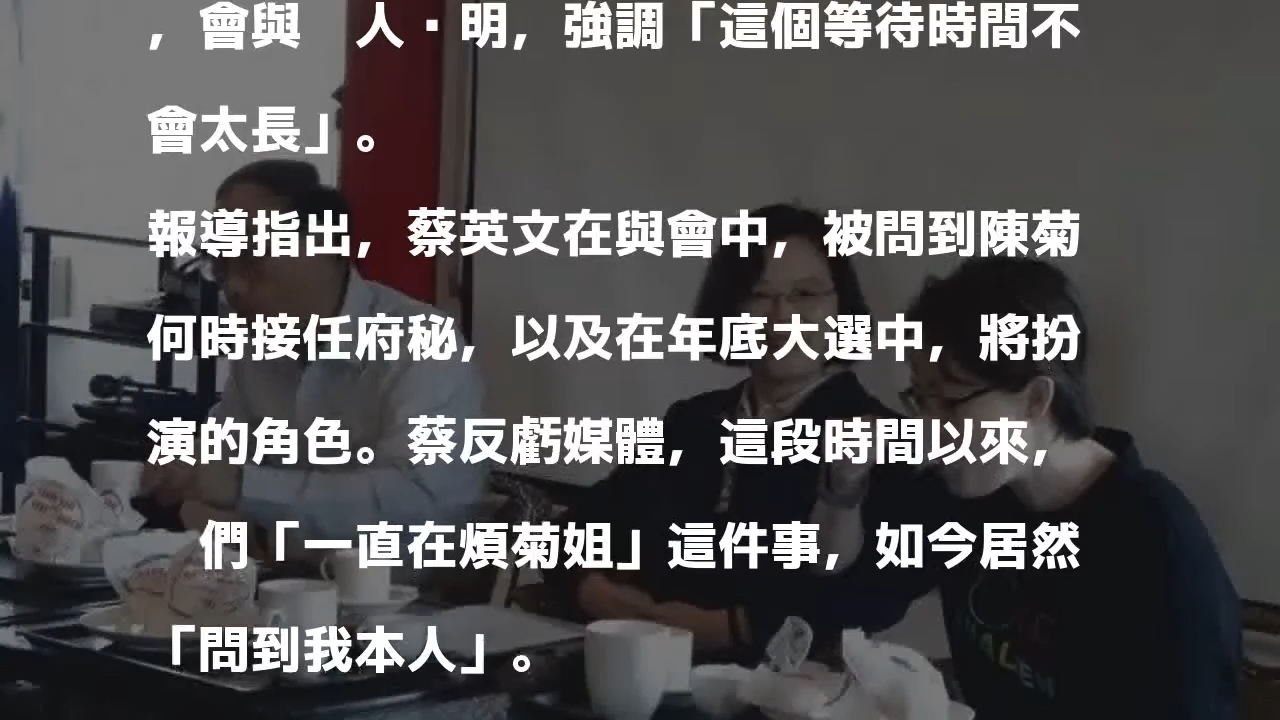 ，會與　人・明，強調「這個等待時間不
會太長」。
報導指出，蔡英文在與會中，被問到陳菊
何時接任府秘，以及在年底大選中，將扮
演的角色。蔡反虧媒體，這段時間以來，
　們「一直在煩菊姐」這件事，如今居然
「問到我本人」。